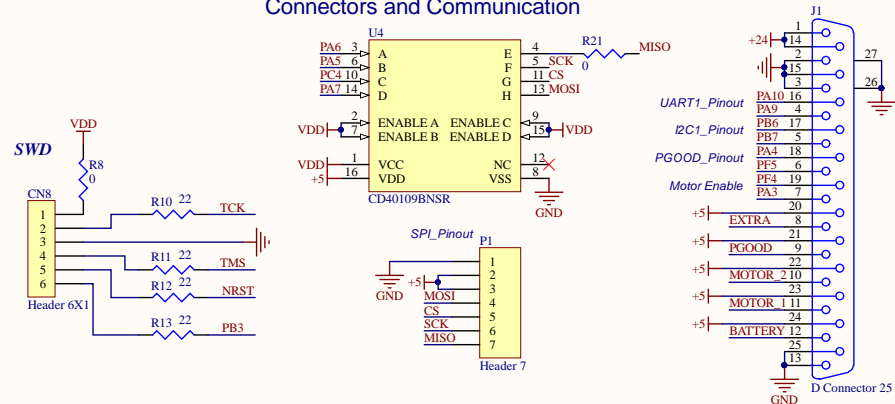 Connectors and Communication
SWD
VDD
R8
0
CN8
1
2
3
4
5
6
Header 6X1
R10 22 TCK
R11 22 TMS
R12 22 NRST
R13 22 PB3
U4
PA6 3 A E 4 R21 0 MISO
PA5 6 B F 5 SCK
PC4 10 C G 11 CS
PA7 14 D H 13 MOSI
VDD 2 ENABLE A ENABLE C 9 VDD
7 ENABLE B ENABLE D 15
VDD 1 VCC NC 12
+5 16 VDD VSS 8
CD40109BNSR
GND
SPI_Pinout
P1
GND
1
+5 2
3
MOSI 4
CS 5
SCK 6
MISO 7
Header 7
J1
1
+24 14
2
15
3
27
26
UART1_Pinout
PA10 16
PA9 4
I2C1_Pinout
PB6 17
PB7 5
PGOOD_Pinout
PA4 18
PF5 6
Motor Enable
PF4 19
PA3 7
+5 20
EXTRA 8
+5 21
PGOOD 9
+5 22
MOTOR_2 10
+5 23
MOTOR_1 11
+5 24
BATTERY 12
25
13
GND
D Connector 25